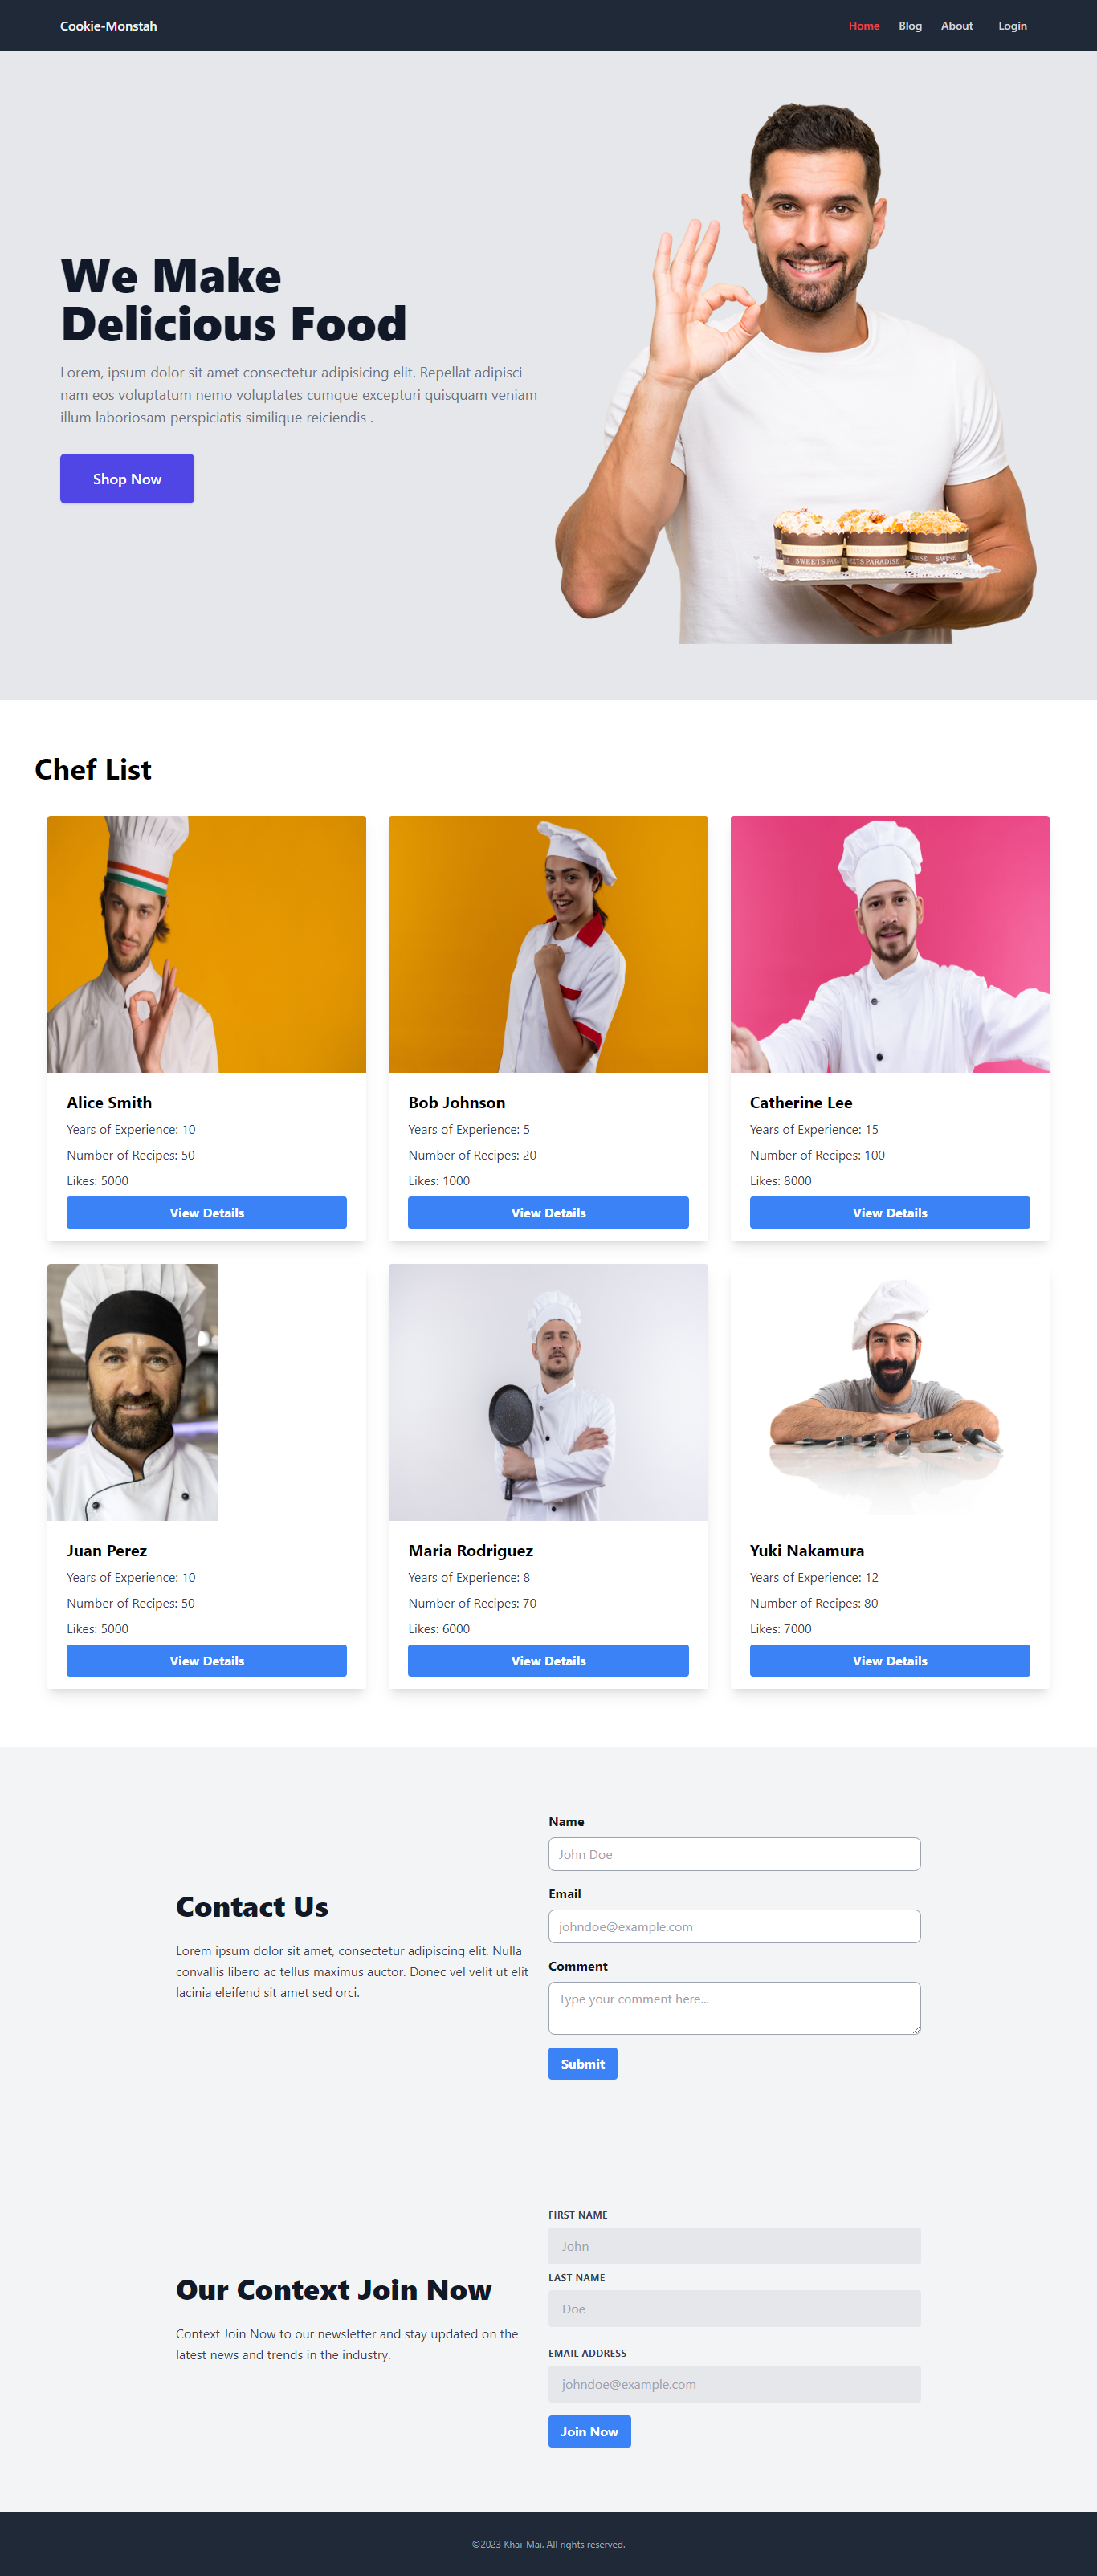 Cookie-Monstah
Home Blog About Login
We Make
Delicious Food
Lorem, ipsum dolor sit amet consectetur adipisicing elit. Repellat adipisci
nam eos voluptatum nemo voluptates cumque excepturi quisquam veniam
illum laboriosam perspiciatis similique reiciendis .
Shop Now
SWEETS PARADISE
Chef List
Alice Smith
Years of Experience: 10
Number of Recipes: 50
Likes: 5000
View Details
Bob Johnson
Years of Experience: 5
Number of Recipes: 20
Likes: 1000
View Details
Catherine Lee
Years of Experience: 15
Number of Recipes: 100
Likes: 8000
View Details
Juan Perez
Years of Experience: 10
Number of Recipes: 50
Likes: 5000
View Details
Maria Rodriguez
Years of Experience: 8
Number of Recipes: 70
Likes: 6000
View Details
Yuki Nakamura
Years of Experience: 12
Number of Recipes: 80
Likes: 7000
View Details
Contact Us
Lorem ipsum dolor sit amet, consectetur adipiscing elit. Nulla
convallis libero ac tellus maximus auctor. Donec vel velit ut elit
lacinia eleifend sit amet sed orci.
Name
John Doe
Email
johndoe@example.com
Comment
Type your comment here...
Submit
Our Context Join Now
Context Join Now to our newsletter and stay updated on the
latest news and trends in the industry.
FIRST NAME
John
LAST NAME
Doe
EMAIL ADDRESS
johndoe@example.com
Join Now
©2023 Khai-Mai. All rights reserved.